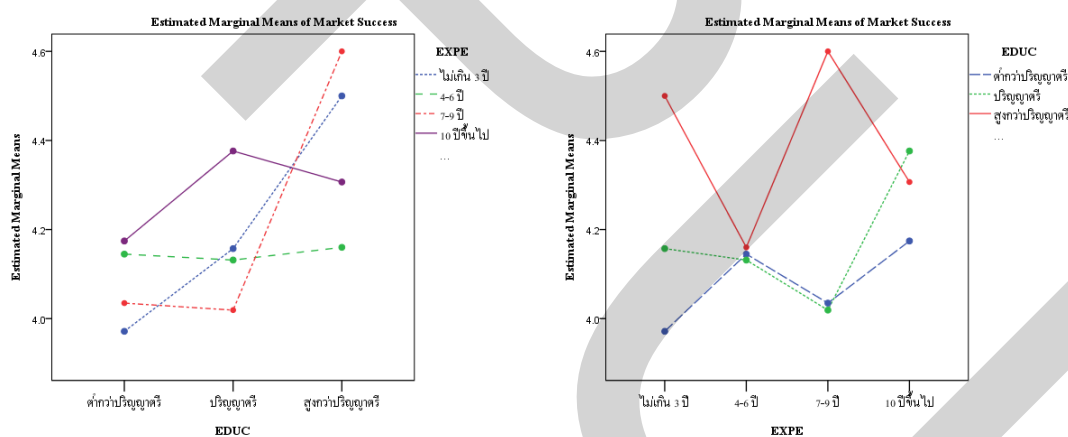 Estimated Marginal Means of Market Success
Estimated Marginal Means
4.6
4.4
4.2
4.0
ต่ำกว่าปริญญาตรี
ปริญญาตรี
สูงกว่าปริญญาตรี
EDUC
EXPE
ไม่เกิน 3 ปี
4-6 ปี
7-9 ปี
10 ปีขึ้นไป
...
Estimated Marginal Means of Market Success
Estimated Marginal Means
4.6
4.4
4.2
4.0
ไม่เกิน 3 ปี
4-6 ปี
7-9 ปี
10 ปีขึ้นไป
EXPE
EDUC
ต่ำกว่าปริญญาตรี
ปริญญาตรี
สูงกว่าปริญญาตรี
...